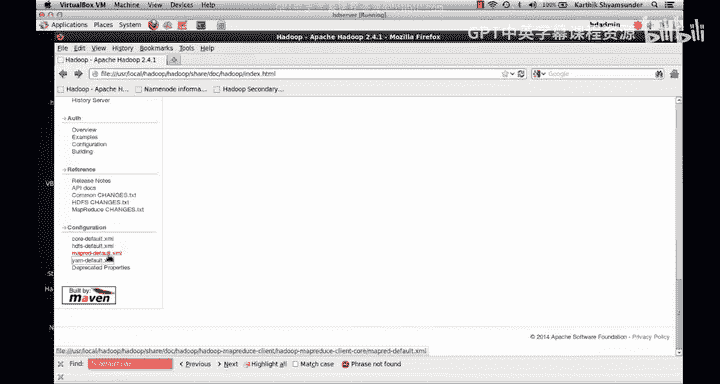 VirtualBox VM Machine View Devices Help 100% Karthik Shyamsunder
hdserver [Running]
Applications Places System hdadmin
GPT中英字幕课程资源 bilibili
Hadoop - Apache Hadoop 2.4.1 - Mozilla Firefox
File Edit View History Bookmarks Tools Help
Hadoop - Apache Hadoop 2.4.1
file:///usr/local/hadoop/hadoop/share/doc/hadoop/index.html
Google
Hadoop - Apache H... Namenode informa... Hadoop Secondary...
History Server
Auth
Overview
Examples
Configuration
Building
Reference
Release Notes
API docs
Common CHANGES.txt
HDFS CHANGES.txt
MapReduce CHANGES.txt
Configuration
core-default.xml
hdfs-default.xml
mapred-default.xml
yarn-default.xml
Deprecated Properties
Built by:
maven
© 2014 Apache Software Foundation - Privacy Policy
file:///usr/local/hadoop/hadoop/share/doc/hadoop/hadoop-mapreduce-client/hadoop-mapreduce-client-core/mapred-default.xml
Find: Previous Next Highlight all Match case Phrase not found